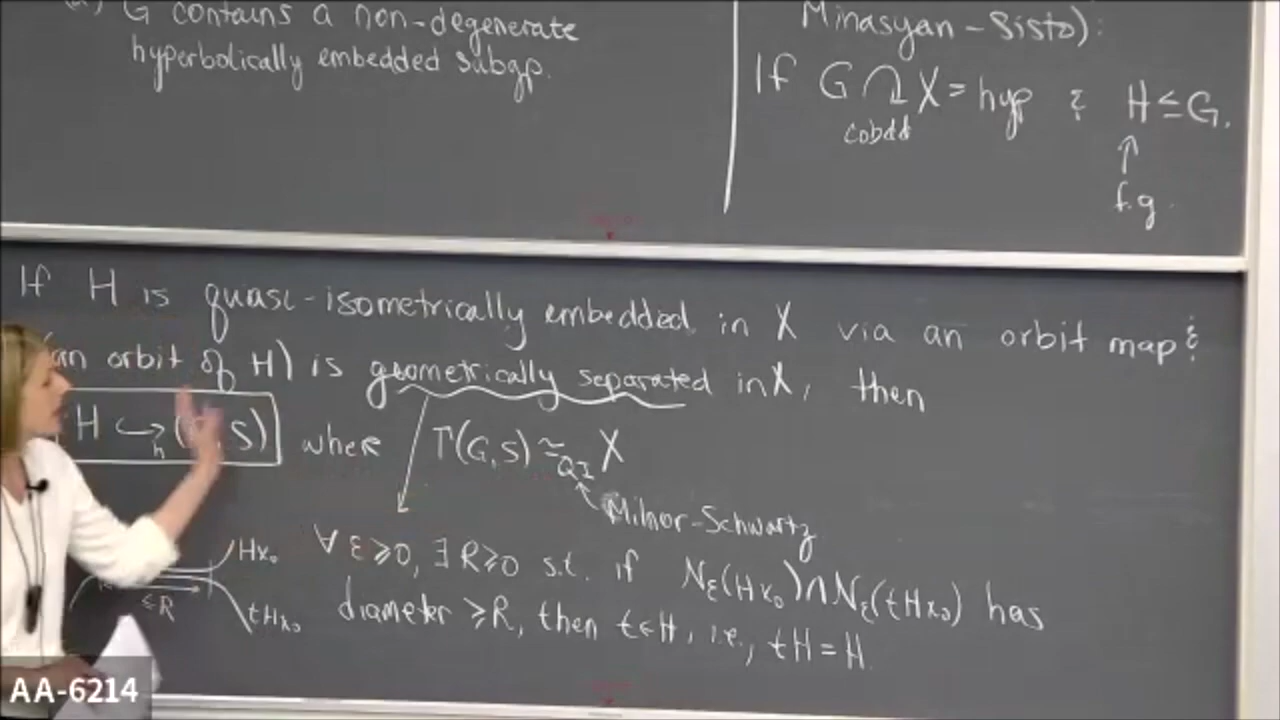 G contains a non-degenerate
hyperbolically embedded subgp.
Minasyan - Sisto):
If G ↷ X = hyp & H ≤ G.
cobdd
↑
f.g.
If H is quasi-isometrically embedded in X via an orbit map &
(an orbit of H) is geometrically separated in X, then
H ↪h ( , S) where Γ(G,S) ≃QI X
Milnor-Schwartz
∀ ε≥0, ∃ R≥0 s.t. if Nε(Hx₀)∩Nε(tHx₀) has
diameter ≥R, then t∈H, i.e., tH=H.
Hx₀
≤R
tHx₀
AA-6214